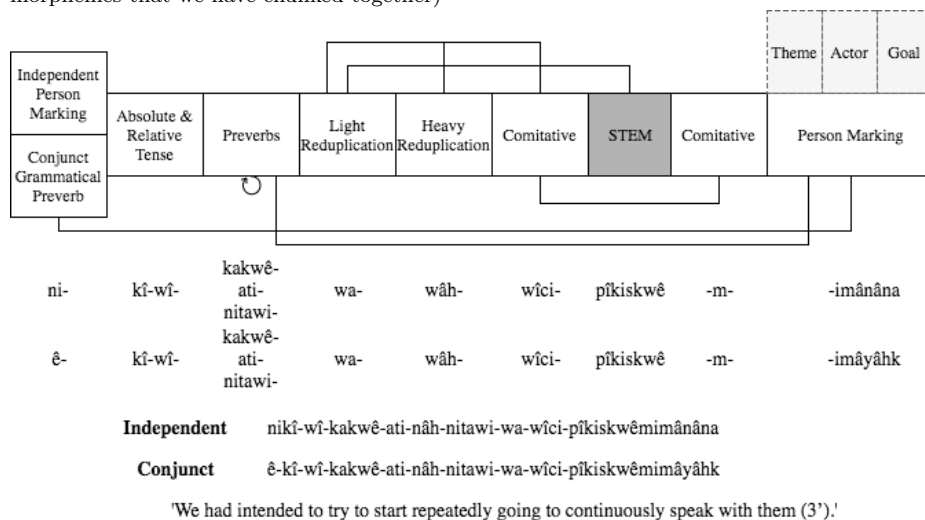 morphemes that we have chunked together)
Theme Actor Goal
Independent Person Marking
Conjunct Grammatical Preverb
Absolute & Relative Tense
Preverbs
Light Reduplication
Heavy Reduplication
Comitative
STEM
Comitative
Person Marking
ni- kî-wî- kakwê- ati- nitawi- wa- wâh- wîci- pîkiskwê -m- -imânâna
ê- kî-wî- kakwê- ati- nitawi- wa- wâh- wîci- pîkiskwê -m- -imâyâhk
Independent nikî-wî-kakwê-ati-nâh-nitawi-wa-wîci-pîkiskwêmimânâna
Conjunct ê-kî-wî-kakwê-ati-nâh-nitawi-wa-wîci-pîkiskwêmimâyâhk
'We had intended to try to start repeatedly going to continuously speak with them (3’).'